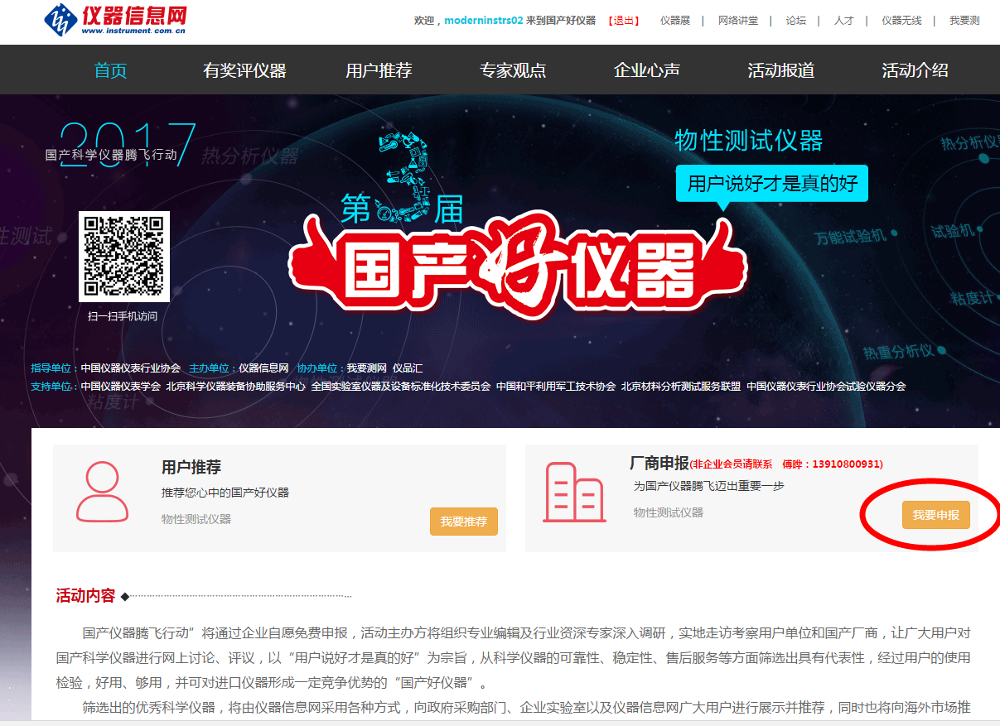 仪器信息网
www.instrument.com.cn
欢迎，moderninstrs02 来到国产好仪器 【退出】 仪器展 | 网络讲堂 | 论坛 | 人才 | 仪器无线 | 我要测
首页 有奖评仪器 用户推荐 专家观点 企业心声 活动报道 活动介绍
2017
国产科学仪器腾飞行动
热分析仪器
第3届
国产好仪器
物性测试仪器
用户说好才是真的好
热分析仪
性测试
万能试验机
试验机
粘度计
热重分析仪
扫一扫手机访问
指导单位：中国仪器仪表行业协会 主办单位：仪器信息网 协办单位：我要测网 仪品汇
支持单位：中国仪器仪表学会 北京科学仪器装备协助服务中心 全国实验室仪器及设备标准化技术委员会 中国和平利用军工技术协会 北京材料分析测试服务联盟 中国仪器仪表行业协会试验仪器分会
粘度计
用户推荐
推荐您心中的国产好仪器
物性测试仪器
我要推荐
厂商申报(非企业会员请联系 傅晔：13910800931)
为国产仪器腾飞迈出重要一步
物性测试仪器
我要申报
活动内容
国产仪器腾飞行动”将通过企业自愿免费申报，活动主办方将组织专业编辑及行业资深专家深入调研，实地走访考察用户单位和国产厂商，让广大用户对
国产科学仪器进行网上讨论、评议，以“用户说好才是真的好”为宗旨，从科学仪器的可靠性、稳定性、售后服务等方面筛选出具有代表性，经过用户的使用
检验，好用、够用，并可对进口仪器形成一定竞争优势的“国产好仪器”。
筛选出的优秀科学仪器，将由仪器信息网采用各种方式，向政府采购部门、企业实验室以及仪器信息网广大用户进行展示并推荐，同时也将向海外市场推